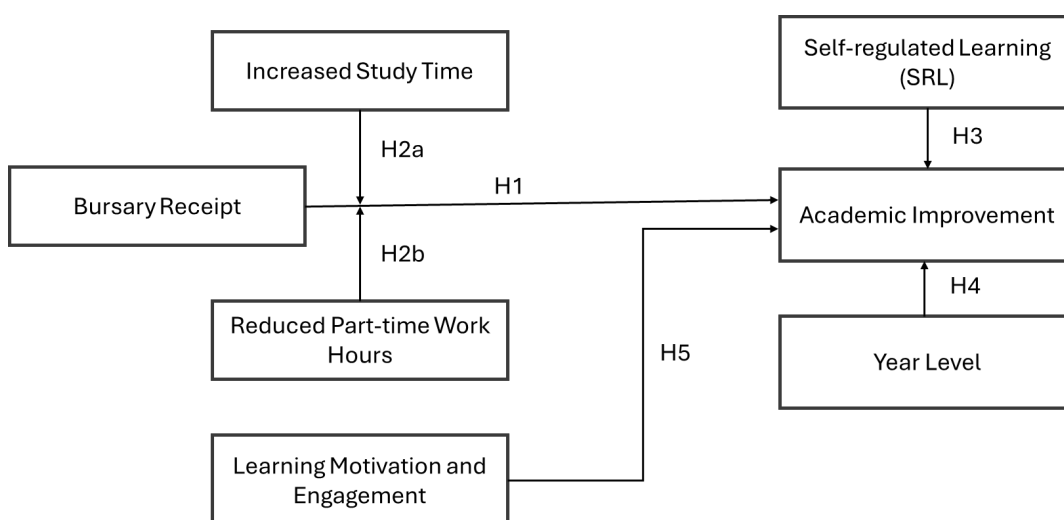 Increased Study Time
Self-regulated Learning
(SRL)
H2a
H3
Bursary Receipt
H1
Academic Improvement
H2b
H4
Reduced Part-time Work
Hours
H5
Year Level
Learning Motivation and
Engagement